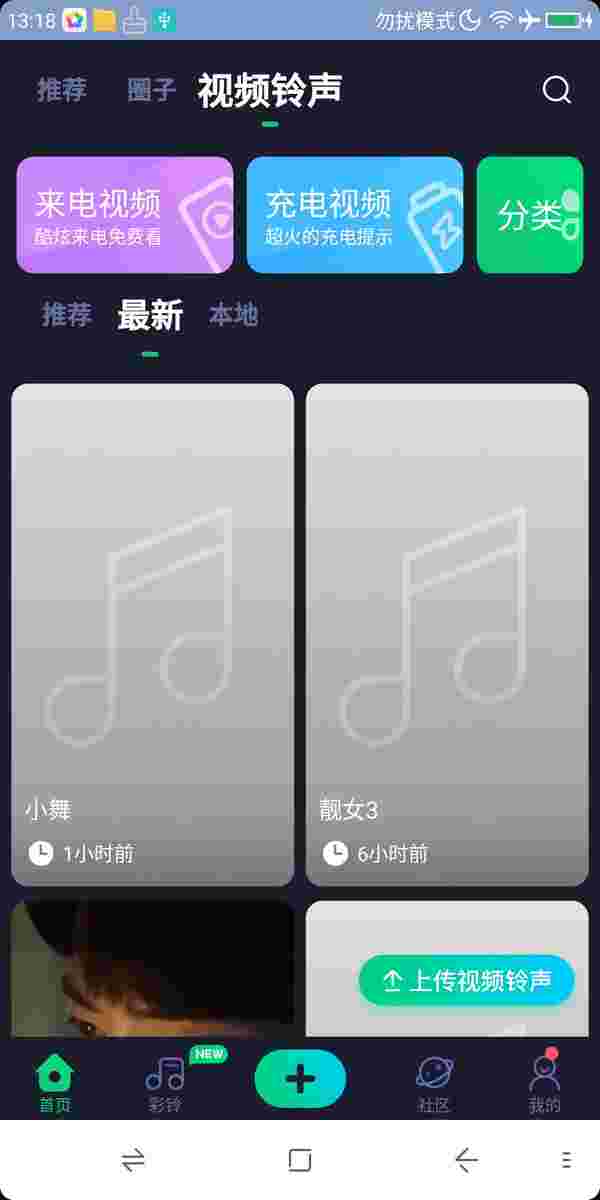 13:18 勿扰模式
推荐 圈子 视频铃声
来电视频 充电视频 分类
酷炫来电免费看 超火的充电提示
推荐 最新 本地
小舞 靓女3
1小时前 6小时前
上传视频铃声
NEW
首页 彩铃 社区 我的